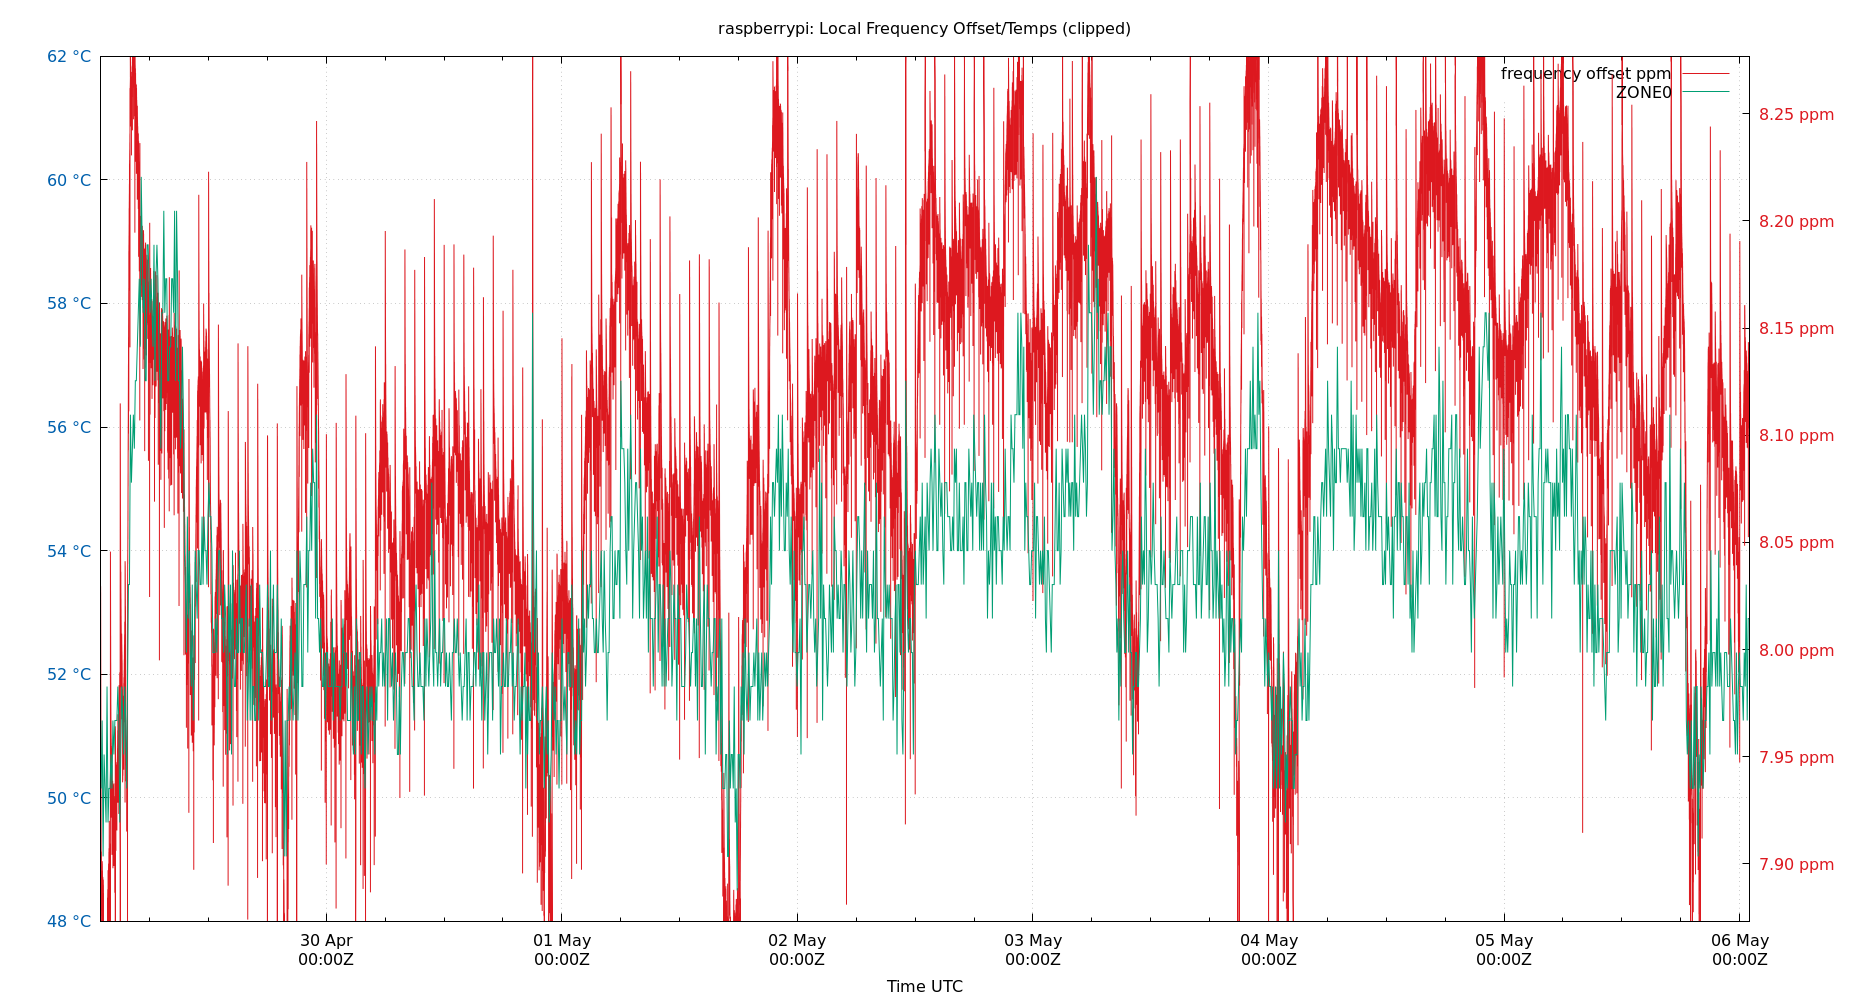 raspberrypi: Local Frequency Offset/Temps (clipped)
62 °C
60 °C
58 °C
56 °C
54 °C
52 °C
50 °C
48 °C
frequency offset ppm
ZONE0
8.25 ppm
8.20 ppm
8.15 ppm
8.10 ppm
8.05 ppm
8.00 ppm
7.95 ppm
7.90 ppm
30 Apr 01 May 02 May 03 May 04 May 05 May 06 May
00:00Z 00:00Z 00:00Z 00:00Z 00:00Z 00:00Z 00:00Z
Time UTC